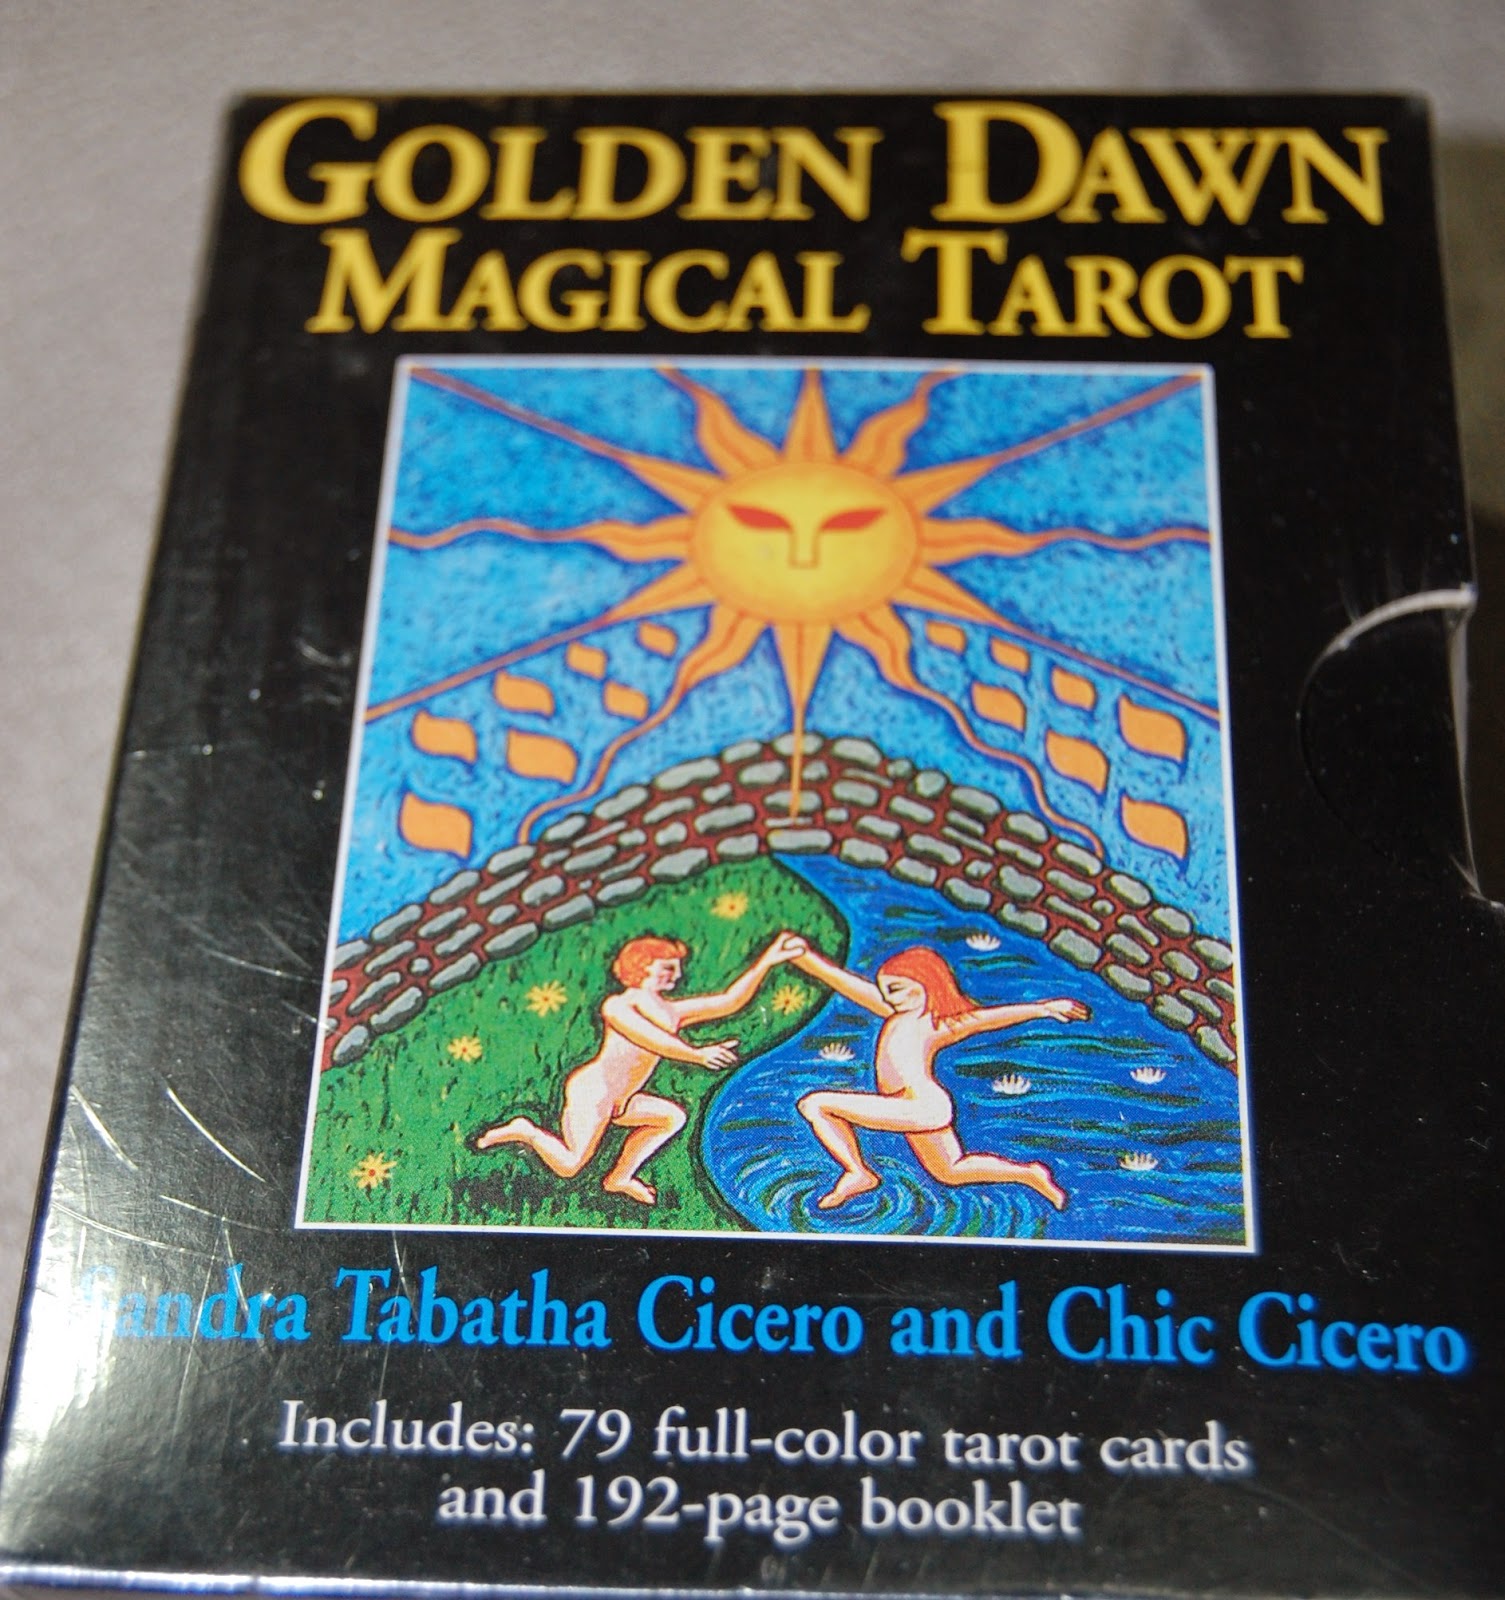 GOLDEN DAWN
MAGICAL TAROT
Sandra Tabatha Cicero and Chic Cicero
Includes: 79 full-color tarot cards
and 192-page booklet